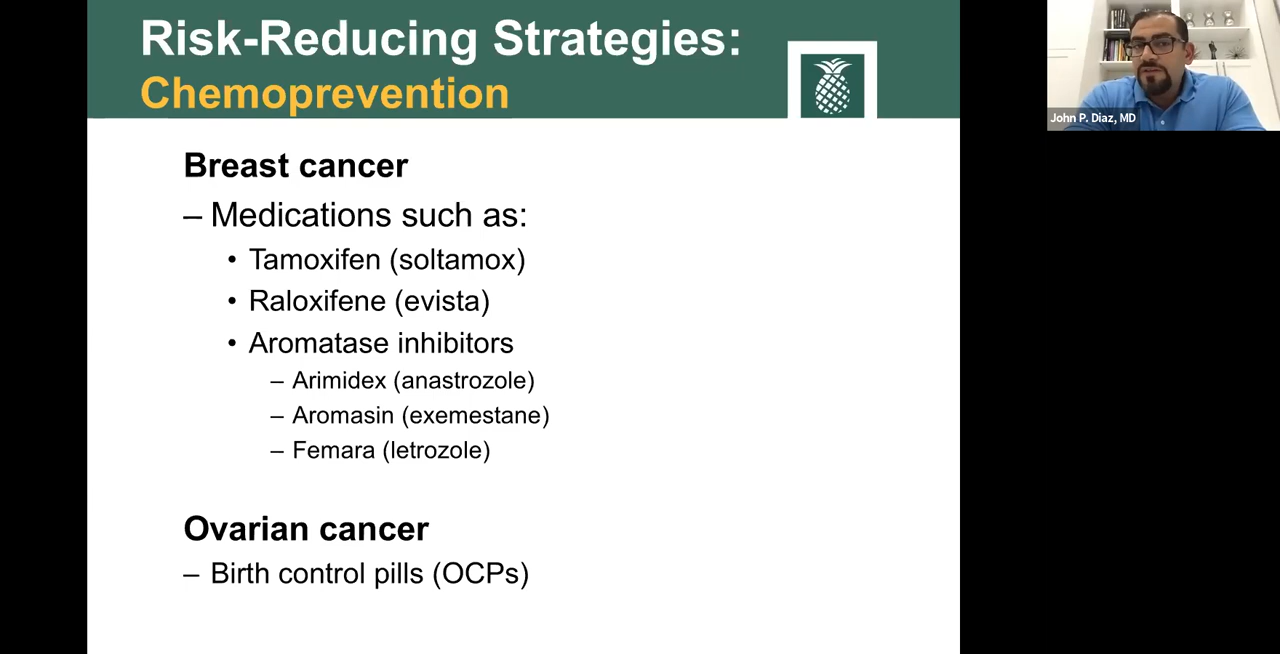 Risk-Reducing Strategies:
Chemoprevention
John P. Diaz, MD
Breast cancer
– Medications such as:
• Tamoxifen (soltamox)
• Raloxifene (evista)
• Aromatase inhibitors
– Arimidex (anastrozole)
– Aromasin (exemestane)
– Femara (letrozole)
Ovarian cancer
– Birth control pills (OCPs)